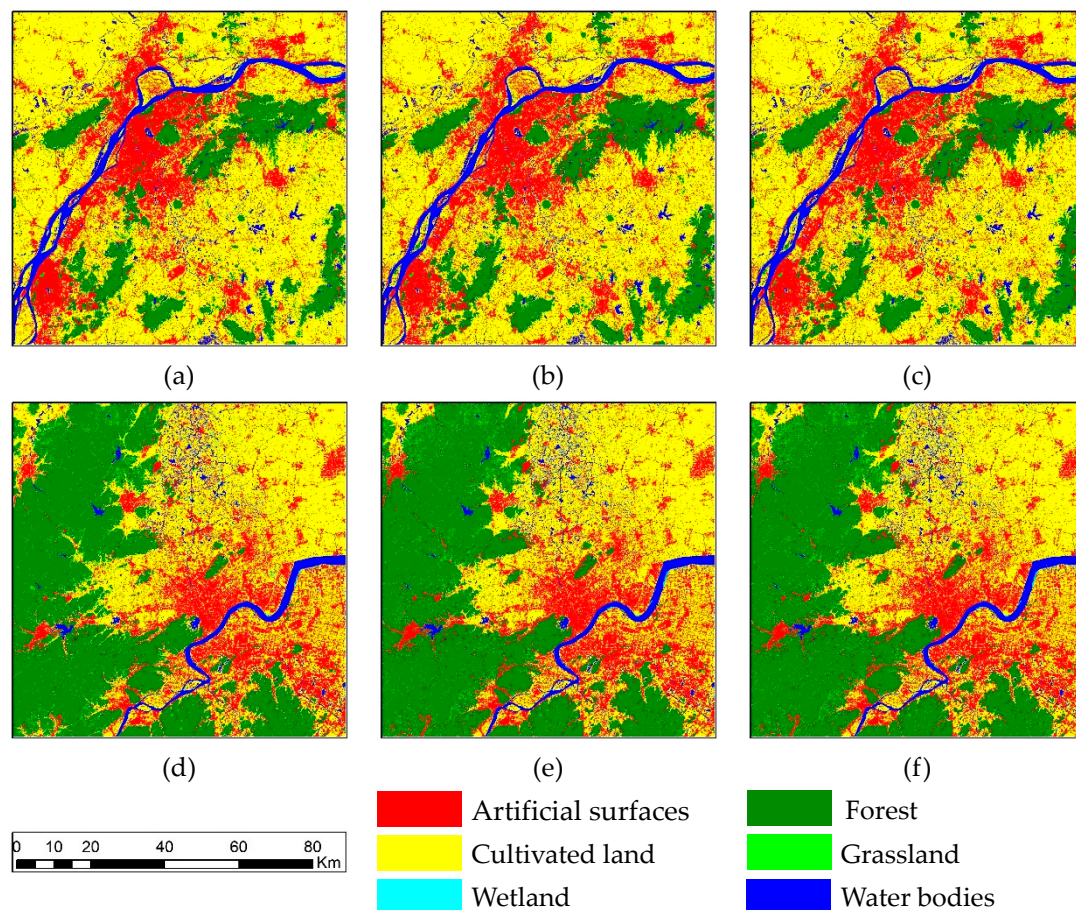 (a) (b) (c)
(d) (e) (f)
0 10 20 40 60 80
Km
Artificial surfaces
Cultivated land
Wetland
Forest
Grassland
Water bodies